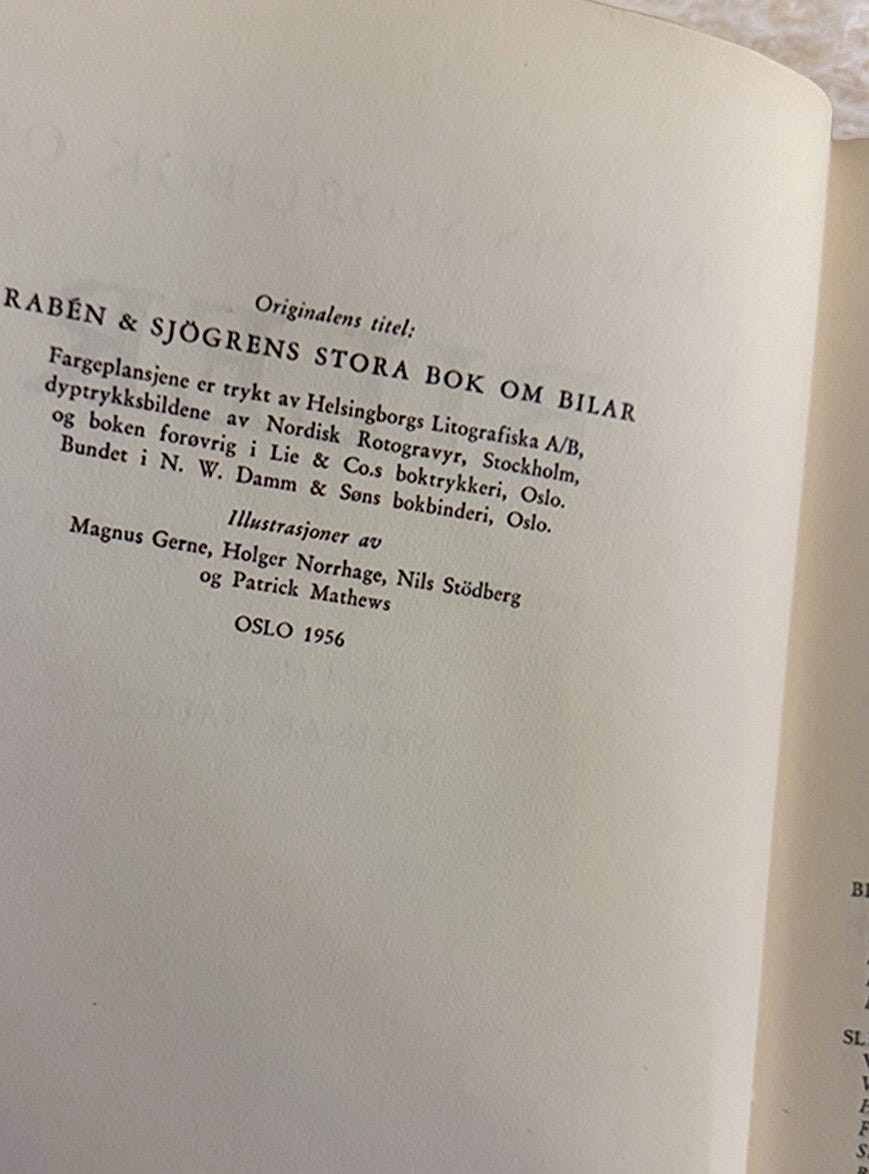 Originalens titel:
RABÉN & SJÖGRENS STORA BOK OM BILAR
Fargeplansjene er trykt av Helsingborgs Litografiska A/B,
dyptrykksbildene av Nordisk Rotogravyr, Stockholm,
og boken forøvrig i Lie & Co.s boktrykkeri, Oslo.
Bundet i N. W. Damm & Søns bokbinderi, Oslo.
Illustrasjoner av
Magnus Gerne, Holger Norrhage, Nils Stödberg
og Patrick Mathews
OSLO 1956